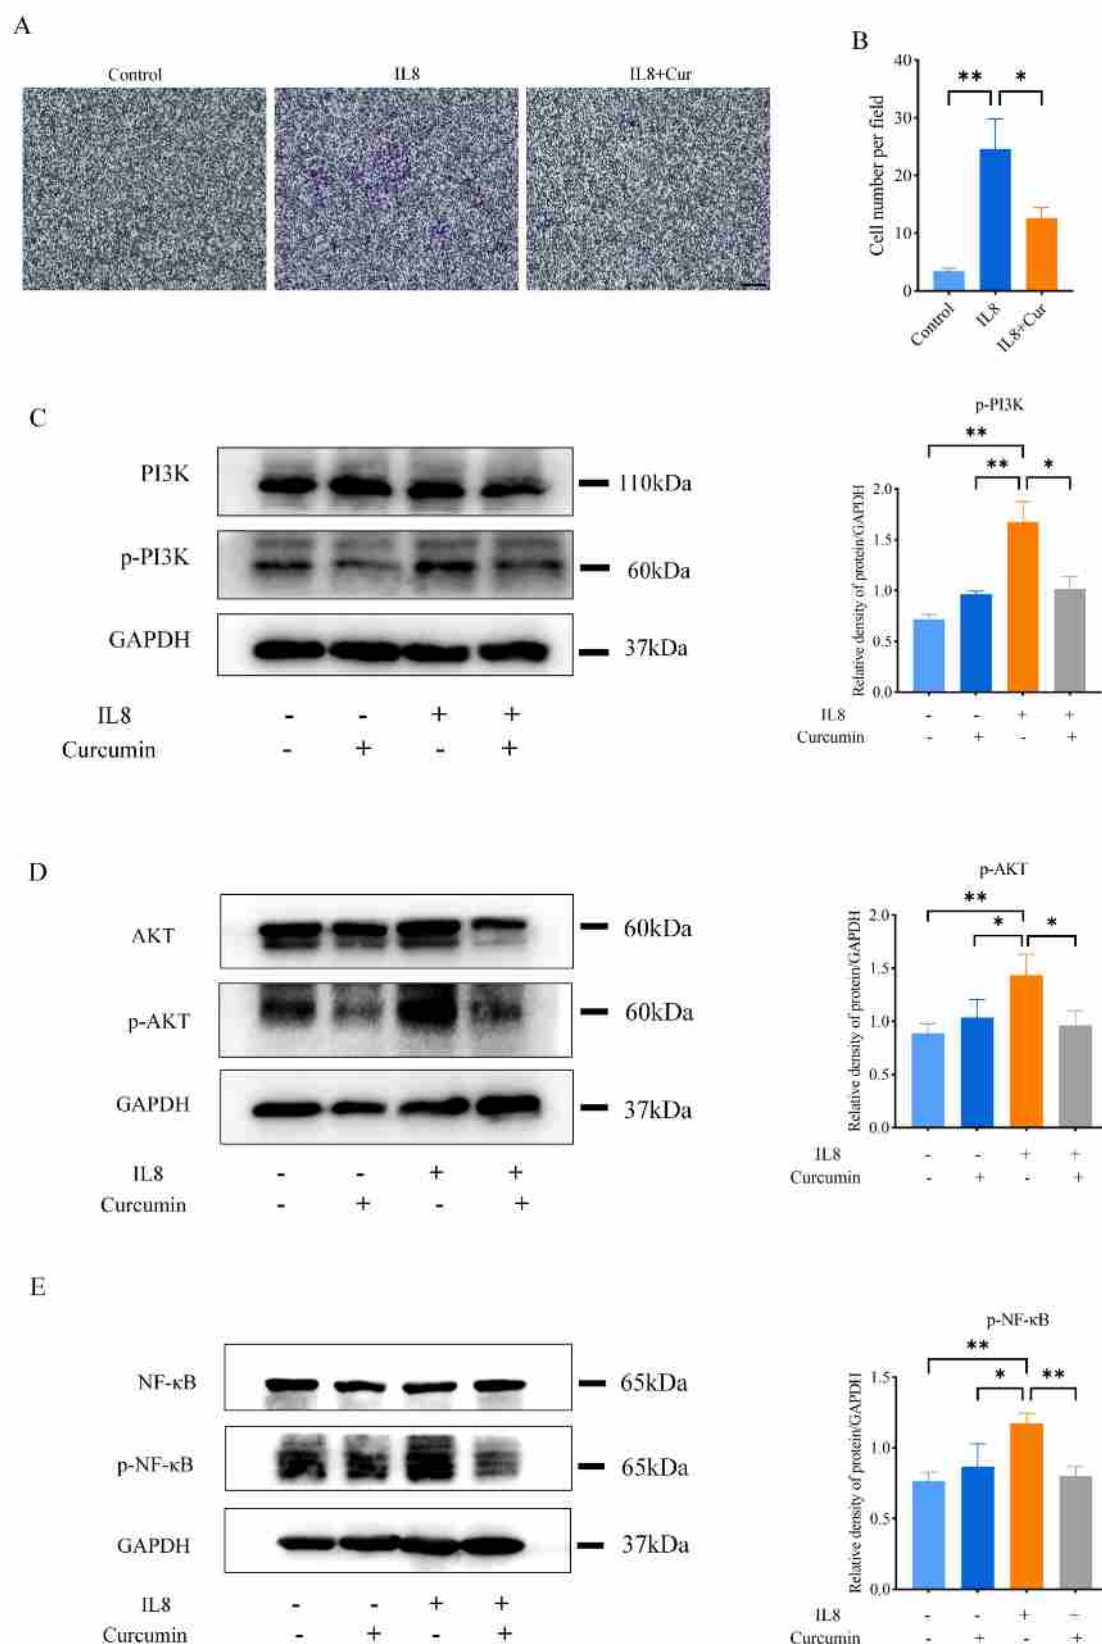 A
Control IL8 IL8+Cur
B
Cell number per field
40
30
20
10
0
** *
Control IL8 IL8+Cur
C
PI3K 110kDa
p-PI3K 60kDa
GAPDH 37kDa
IL8 - - + +
Curcumin - + - +
p-PI3K
**
** *
Relative density of protein/GAPDH
2.0
1.5
1.0
0.5
0.0
IL8 - - + +
Curcumin - + - +
D
AKT 60kDa
p-AKT 60kDa
GAPDH 37kDa
IL8 - - + +
Curcumin - + - +
p-AKT
**
* *
Relative density of protein/GAPDH
2.0
1.5
1.0
0.5
0.0
IL8 - - + +
Curcumin - + - +
E
NF-κB 65kDa
p-NF-κB 65kDa
GAPDH 37kDa
IL8 - - + +
Curcumin - + - +
p-NF-κB
**
* **
Relative density of protein/GAPDH
1.5
1.0
0.5
0.0
IL8 - - +
Curcumin - + - +